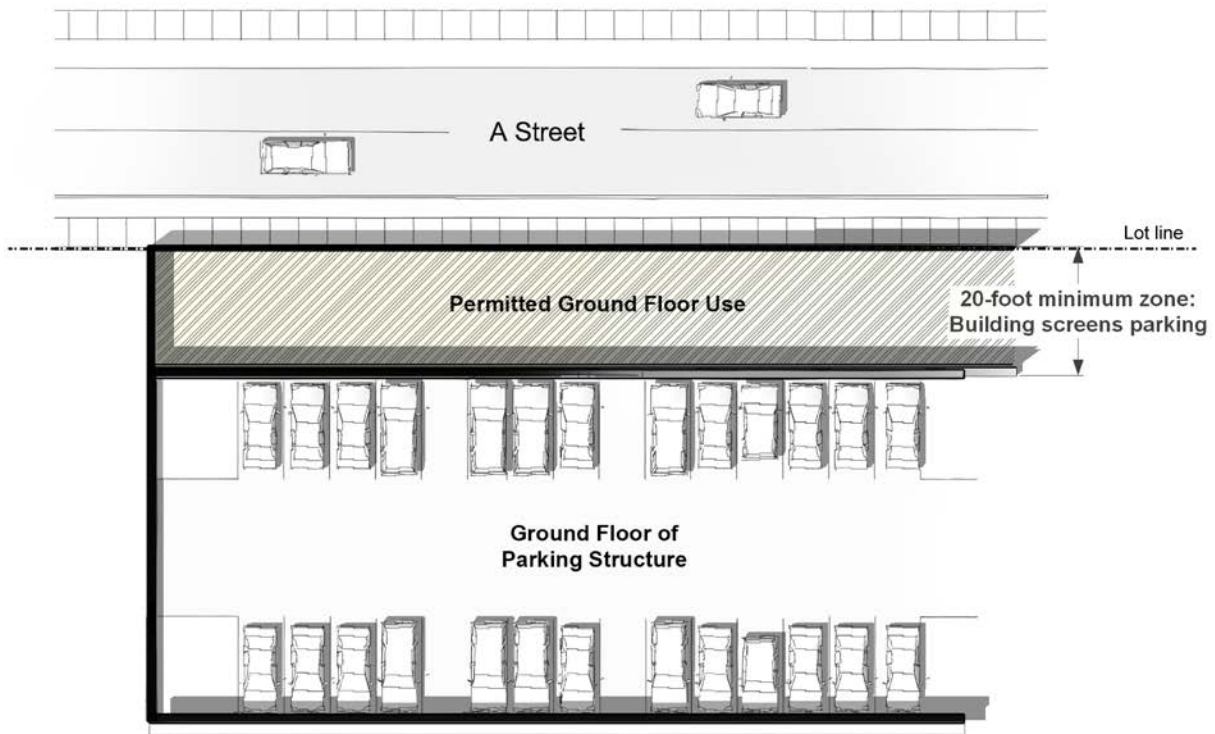 A Street
Lot line
Permitted Ground Floor Use
20-foot minimum zone:
Building screens parking
Ground Floor of
Parking Structure